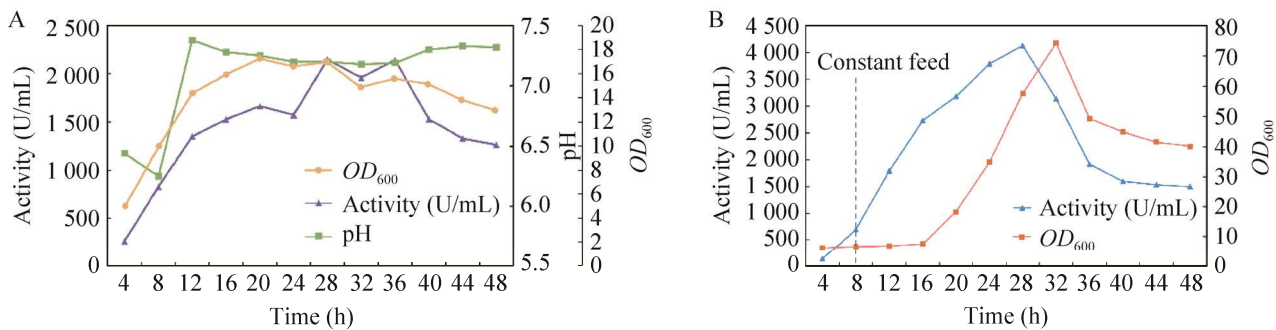 A
2 500
2 000
1 500
1 000
500
0
Activity (U/mL)
4 8 12 16 20 24 28 32 36 40 44 48
Time (h)
7.5
7.0
6.5
6.0
5.5
pH
20
18
16
14
12
10
8
6
4
2
0
OD600
OD600
Activity (U/mL)
pH
B
4 500
4 000
3 500
3 000
2 500
2 000
1 500
1 000
500
0
Activity (U/mL)
Constant feed
4 8 12 16 20 24 28 32 36 40 44 48
Time (h)
80
70
60
50
40
30
20
10
0
OD600
Activity (U/mL)
OD600